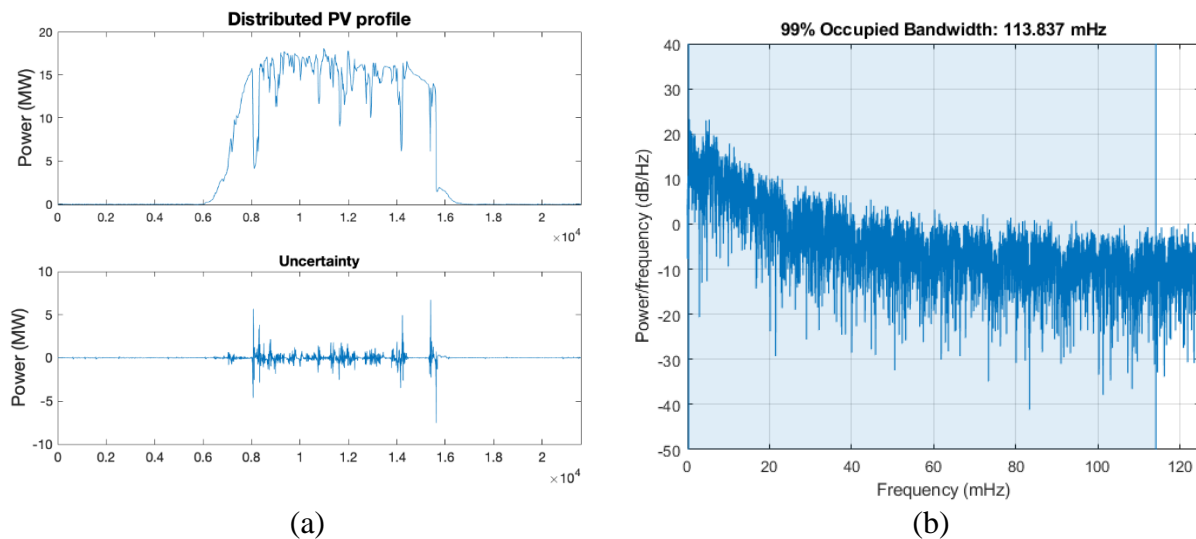 Distributed PV profile
Power (MW)
20
15
10
5
0
0 0.2 0.4 0.6 0.8 1 1.2 1.4 1.6 1.8 2
×10⁴
Uncertainty
Power (MW)
10
5
0
-5
-10
0 0.2 0.4 0.6 0.8 1 1.2 1.4 1.6 1.8 2
×10⁴
(a)
99% Occupied Bandwidth: 113.837 mHz
Power/frequency (dB/Hz)
40
30
20
10
0
-10
-20
-30
-40
-50
0 20 40 60 80 100 120
Frequency (mHz)
(b)